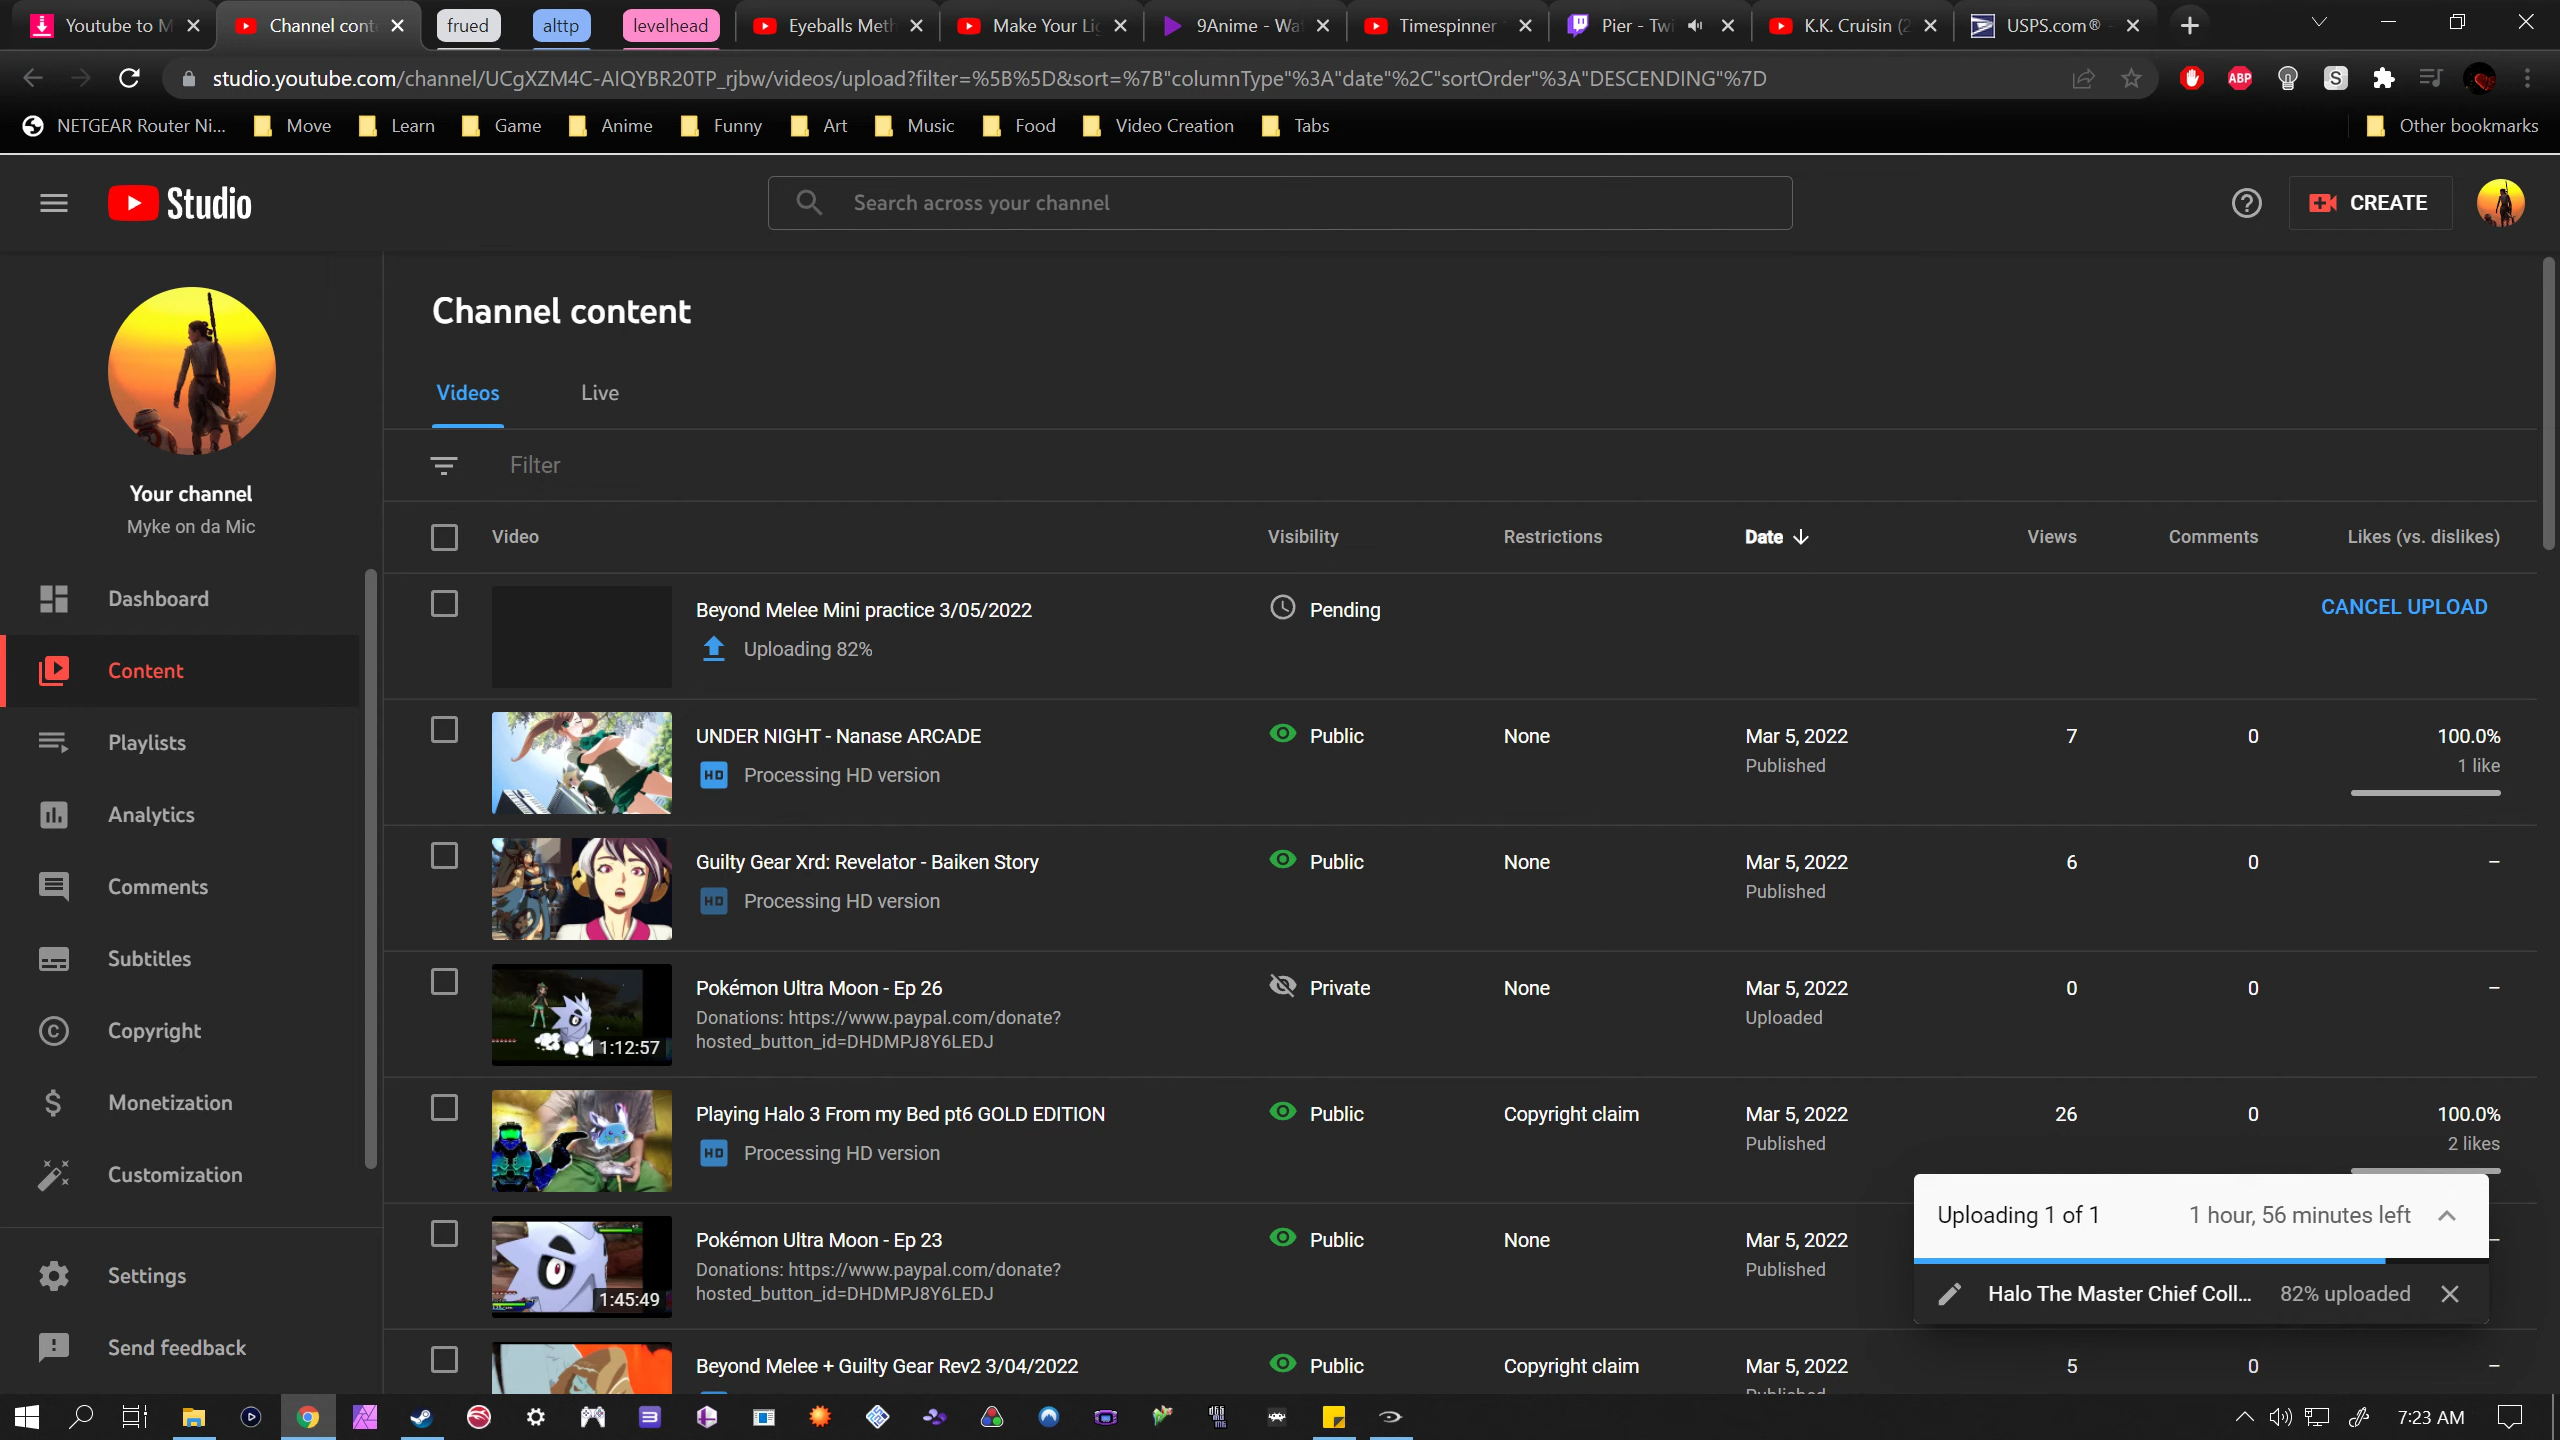 Youtube to M
Channel conte
frued
alttp
levelhead
Eyeballs Meth
Make Your Lig
9Anime - Wat
Timespinner
Pier - Twi
K.K. Cruisin (2
USPS.com®
studio.youtube.com/channel/UCgXZM4C-AIQYBR20TP_rjbw/videos/upload?filter=%5B%5D&sort=%7B"columnType"%3A"date"%2C"sortOrder"%3A"DESCENDING"%7D
ABP
S
NETGEAR Router Ni...
Move
Learn
Game
Anime
Funny
Art
Music
Food
Video Creation
Tabs
Other bookmarks
Studio
Search across your channel
CREATE
Your channel
Myke on da Mic
Dashboard
Content
Playlists
Analytics
Comments
Subtitles
Copyright
Monetization
Customization
Settings
Send feedback
Channel content
Videos
Live
Filter
Video
Visibility
Restrictions
Date
Views
Comments
Likes (vs. dislikes)
Beyond Melee Mini practice 3/05/2022
Uploading 82%
Pending
CANCEL UPLOAD
UNDER NIGHT - Nanase ARCADE
HD Processing HD version
Public
None
Mar 5, 2022
Published
7
0
100.0%
1 like
Guilty Gear Xrd: Revelator - Baiken Story
HD Processing HD version
Public
None
Mar 5, 2022
Published
6
0
–
1:12:57
Pokémon Ultra Moon - Ep 26
Donations: https://www.paypal.com/donate?
hosted_button_id=DHDMPJ8Y6LEDJ
Private
None
Mar 5, 2022
Uploaded
0
0
–
Playing Halo 3 From my Bed pt6 GOLD EDITION
HD Processing HD version
Public
Copyright claim
Mar 5, 2022
Published
26
0
100.0%
2 likes
1:45:49
Pokémon Ultra Moon - Ep 23
Donations: https://www.paypal.com/donate?
hosted_button_id=DHDMPJ8Y6LEDJ
Public
None
Mar 5, 2022
Published
–
Beyond Melee + Guilty Gear Rev2 3/04/2022
Public
Copyright claim
Mar 5, 2022
Published
5
0
–
Uploading 1 of 1
1 hour, 56 minutes left
Halo The Master Chief Coll...
82% uploaded
7:23 AM